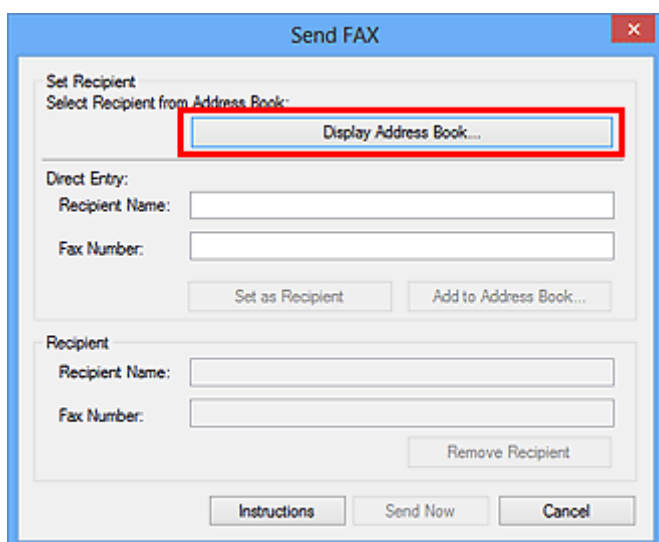 Send FAX
Set Recipient
Select Recipient from Address Book:
Display Address Book...
Direct Entry:
Recipient Name:
Fax Number:
Set as Recipient Add to Address Book...
Recipient
Recipient Name:
Fax Number:
Remove Recipient
Instructions Send Now Cancel